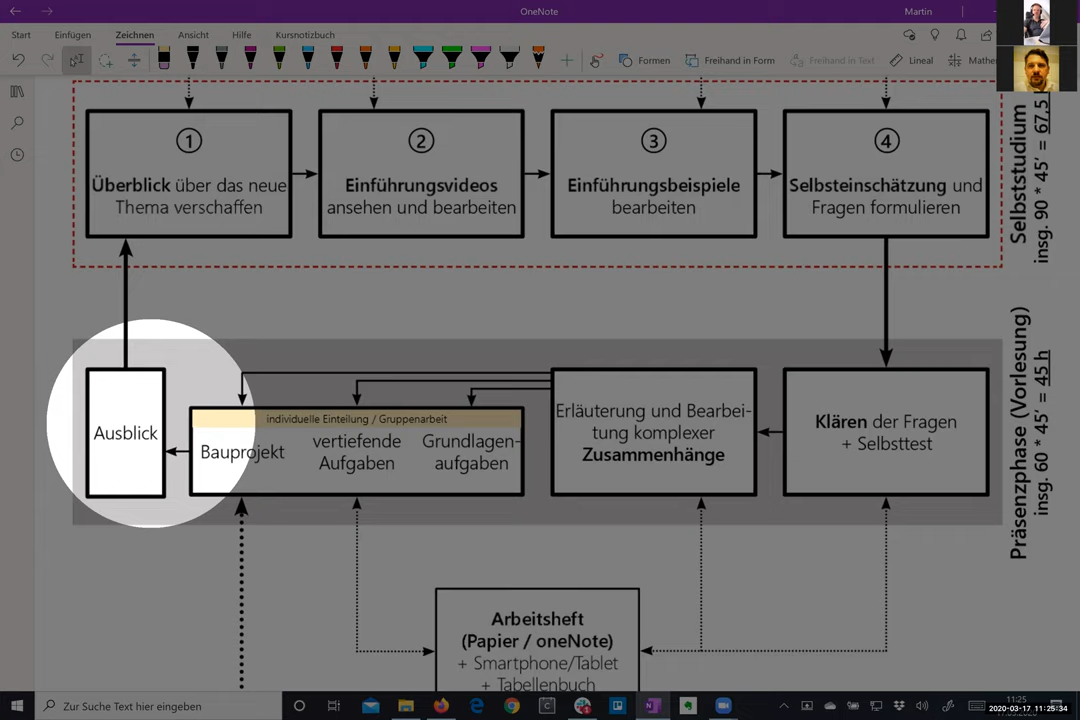 OneNote
Martin
Start
Einfügen
Zeichnen
Ansicht
Hilfe
Kursnotizbuch
Formen
Freihand in Form
Freihand in Text
Lineal
Mathe
1
Überblick über das neue
Thema verschaffen
2
Einführungsvideos
ansehen und bearbeiten
3
Einführungsbeispiele
bearbeiten
4
Selbsteinschätzung und
Fragen formulieren
Selbststudium
insg. 90 * 45' = 67.5
Ausblick
individuelle Einteilung / Gruppenarbeit
Bauprojekt
vertiefende
Aufgaben
Grundlagen-
aufgaben
Erläuterung und Bearbei-
tung komplexer
Zusammenhänge
Klären der Fragen
+ Selbsttest
Präsenzphase (Vorlesung)
insg. 60 * 45' = 45 h
Arbeitsheft
(Papier / oneNote)
+ Smartphone/Tablet
+ Tabellenbuch
Zur Suche Text hier eingeben
11:25
2020-03-17 11:25:34